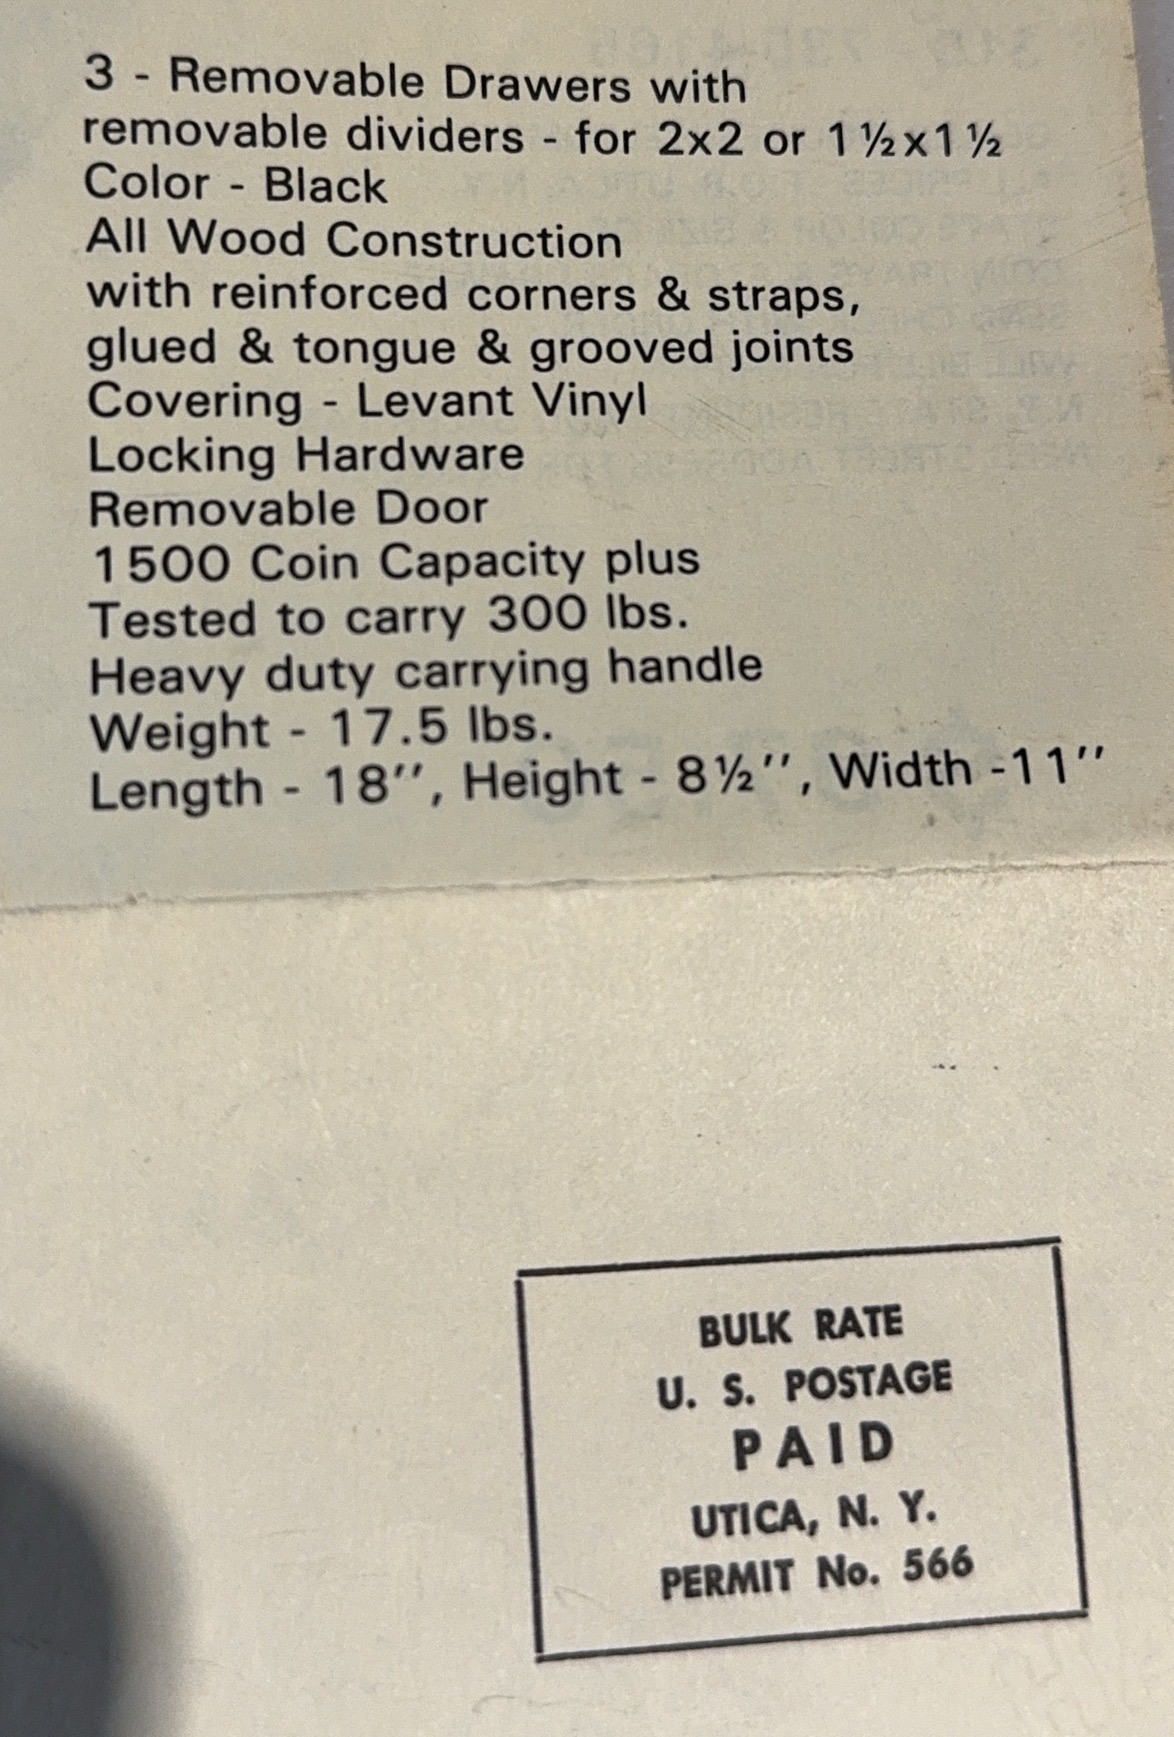 3 - Removable Drawers with
removable dividers - for 2x2 or 1½x1½
Color - Black
All Wood Construction
with reinforced corners & straps,
glued & tongue & grooved joints
Covering - Levant Vinyl
Locking Hardware
Removable Door
1500 Coin Capacity plus
Tested to carry 300 lbs.
Heavy duty carrying handle
Weight - 17.5 lbs.
Length - 18”, Height - 8½”, Width -11”
BULK RATE
U. S. POSTAGE
PAID
UTICA, N. Y.
PERMIT No. 566